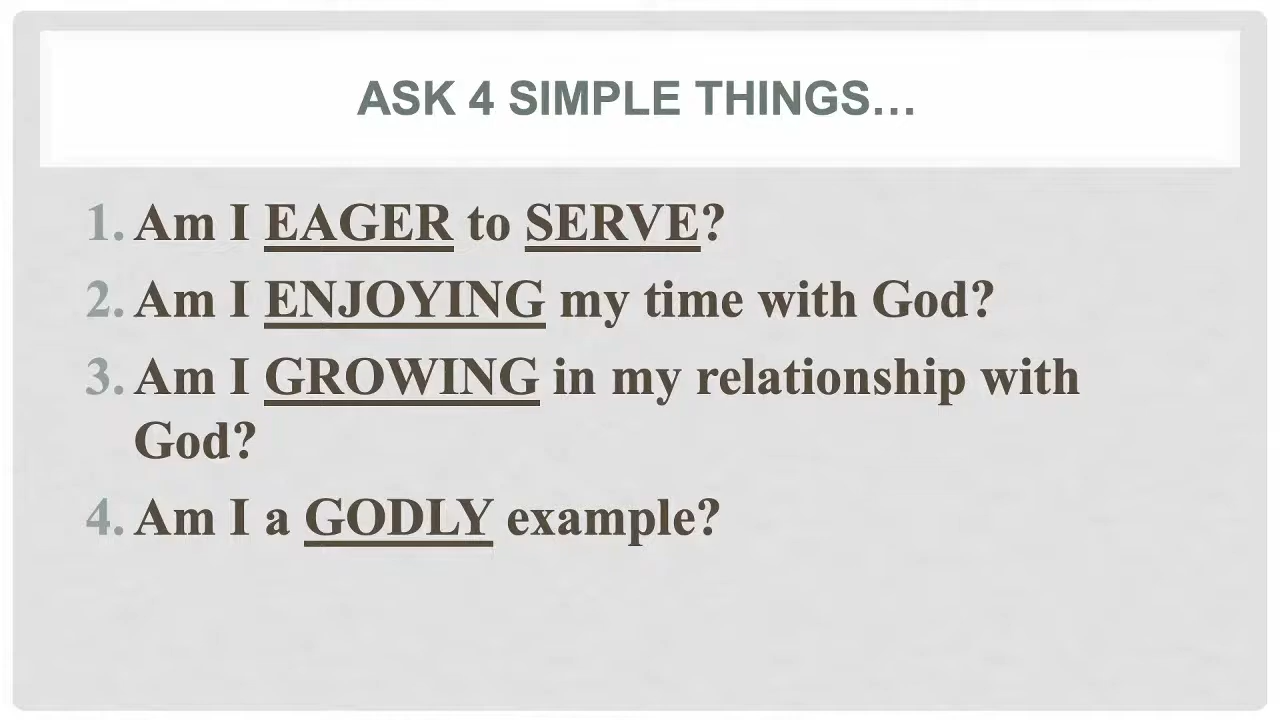 ASK 4 SIMPLE THINGS…
1. Am I EAGER to SERVE?
2. Am I ENJOYING my time with God?
3. Am I GROWING in my relationship with
God?
4. Am I a GODLY example?